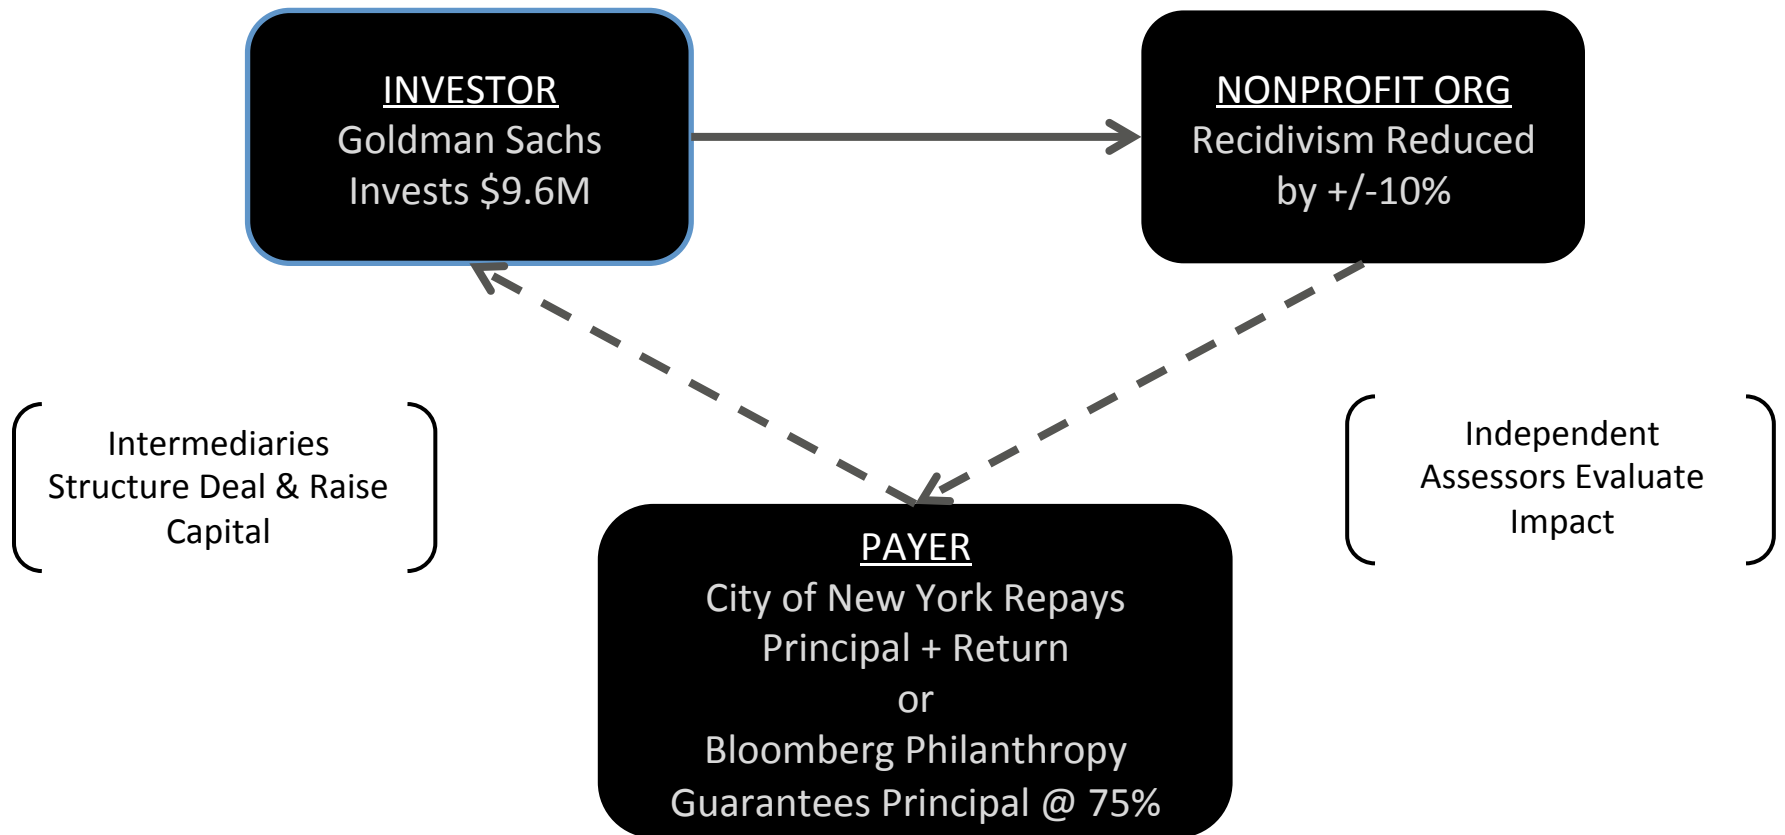 INVESTOR
Goldman Sachs
Invests $9.6M
NONPROFIT ORG
Recidivism Reduced
by +/-10%
Intermediaries
Structure Deal & Raise
Capital
Independent
Assessors Evaluate
Impact
PAYER
City of New York Repays
Principal + Return
or
Bloomberg Philanthropy
Guarantees Principal @ 75%